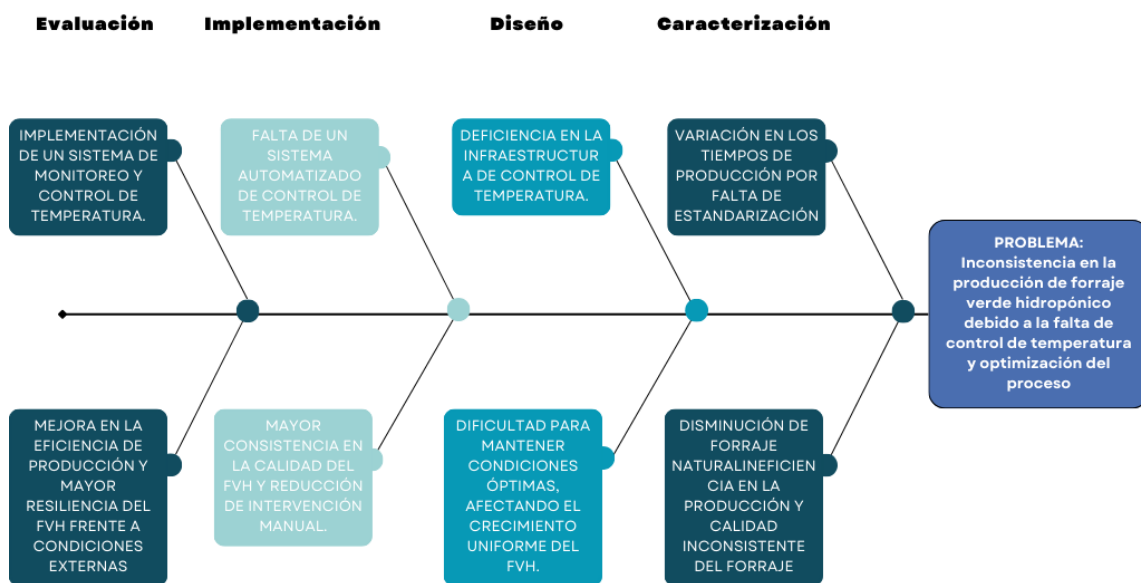 Evaluación
Implementación
Diseño
Caracterización
IMPLEMENTACIÓN
DE UN SISTEMA DE
MONITOREO Y
CONTROL DE
TEMPERATURA.
FALTA DE UN
SISTEMA
AUTOMATIZADO
DE CONTROL DE
TEMPERATURA.
DEFICIENCIA EN LA
INFRAESTRUCTUR
A DE CONTROL DE
TEMPERATURA.
VARIACIÓN EN LOS
TIEMPOS DE
PRODUCCIÓN POR
FALTA DE
ESTANDARIZACIÓN
PROBLEMA:
Inconsistencia en la
producción de forraje
verde hidropónico
debido a la falta de
control de temperatura
y optimización del
proceso
MEJORA EN LA
EFICIENCIA DE
PRODUCCIÓN Y
MAYOR
RESILIENCIA DEL
FVH FRENTE A
CONDICIONES
EXTERNAS
MAYOR
CONSISTENCIA EN
LA CALIDAD DEL
FVH Y REDUCCIÓN
DE INTERVENCIÓN
MANUAL.
DIFICULTAD PARA
MANTENER
CONDICIONES
ÓPTIMAS,
AFECTANDO EL
CRECIMIENTO
UNIFORME DEL
FVH.
DISMINUCIÓN DE
FORRAJE
NATURALINEFICIEN
CIA EN LA
PRODUCCIÓN Y
CALIDAD
INCONSISTENTE
DEL FORRAJE